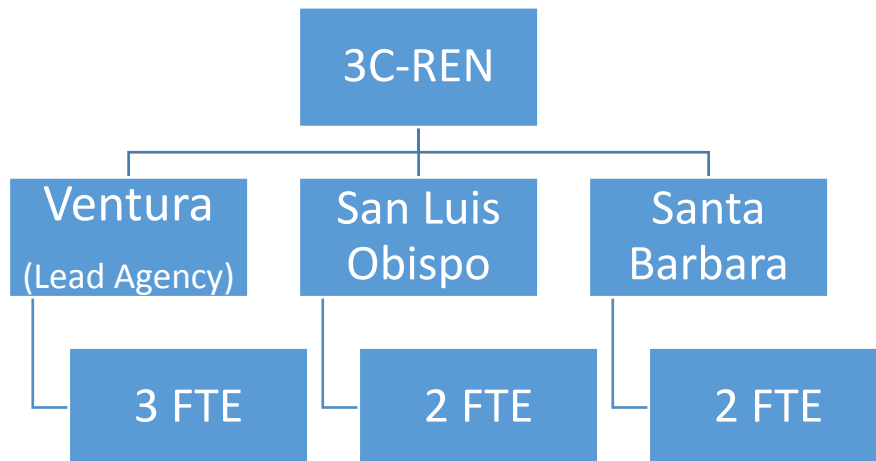 3C-REN
Ventura
(Lead Agency)
San Luis
Obispo
Santa
Barbara
3 FTE
2 FTE
2 FTE